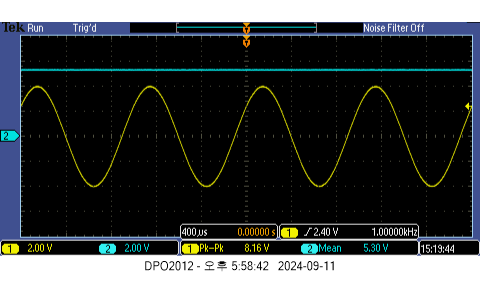 Tek Run Trig'd Noise Filter Off
2
400µs 0.00000 s 1 2.40 V 1.00000kHz
1 2.00 V 2 2.00 V 1 Pk-Pk 8.16 V 2 Mean 5.30 V 15:19:44
DPO2012 - 오후 5:58:42 2024-09-11